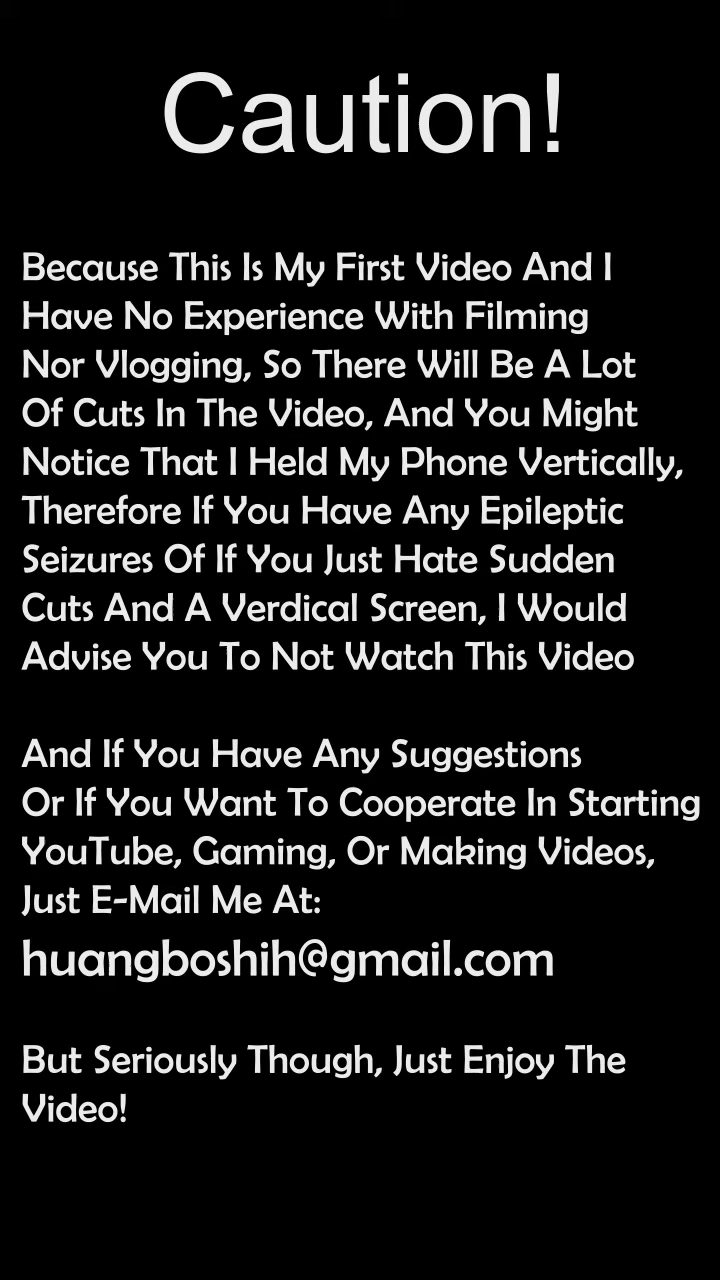 Caution!
Because This Is My First Video And I
Have No Experience With Filming
Nor Vlogging, So There Will Be A Lot
Of Cuts In The Video, And You Might
Notice That I Held My Phone Vertically,
Therefore If You Have Any Epileptic
Seizures Of If You Just Hate Sudden
Cuts And A Verdical Screen, I Would
Advise You To Not Watch This Video
And If You Have Any Suggestions
Or If You Want To Cooperate In Starting
YouTube, Gaming, Or Making Videos,
Just E-Mail Me At:
huangboshih@gmail.com
But Seriously Though, Just Enjoy The
Video!